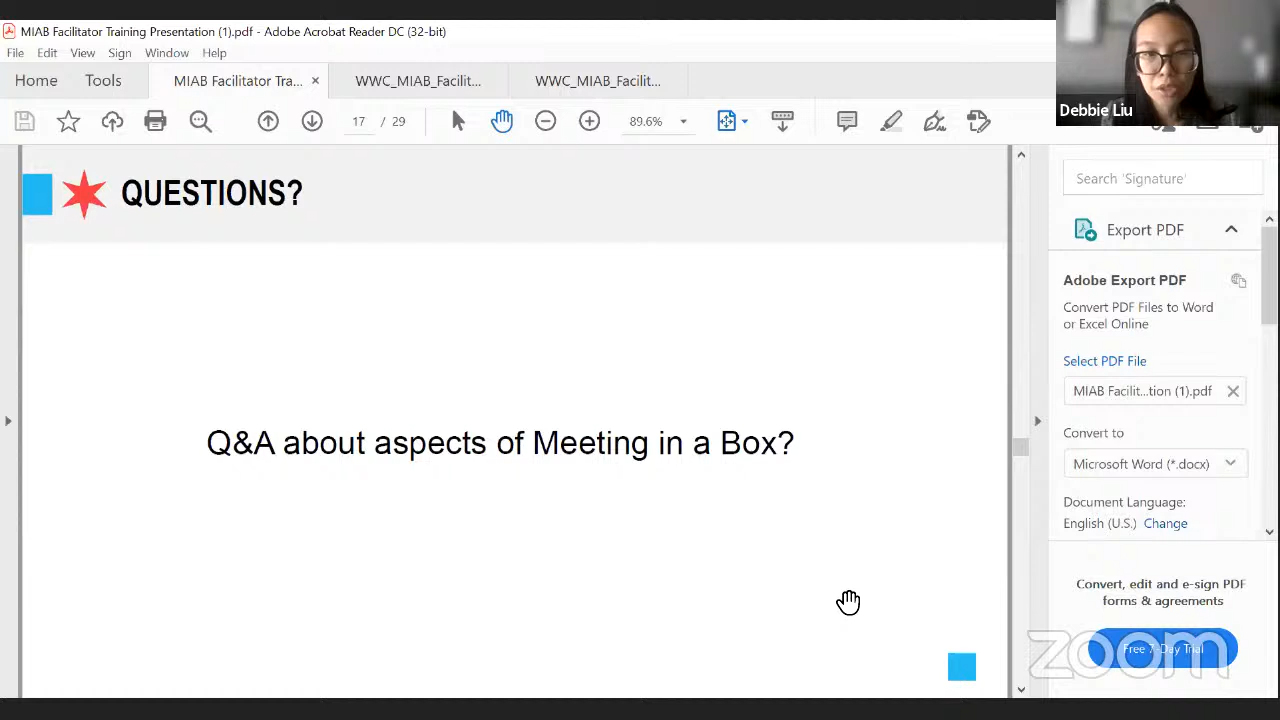 MIAB Facilitator Training Presentation (1).pdf - Adobe Acrobat Reader DC (32-bit)
File Edit View Sign Window Help
Home Tools MIAB Facilitator Tra... × WWC_MIAB_Facilit... WWC_MIAB_Facilit...
17 / 29 89.6%
Debbie Liu
QUESTIONS?
Q&A about aspects of Meeting in a Box?
Search 'Signature'
Export PDF
Adobe Export PDF
Convert PDF Files to Word
or Excel Online
Select PDF File
MIAB Facilit...tion (1).pdf
Convert to
Microsoft Word (*.docx)
Document Language:
English (U.S.) Change
Convert, edit and e-sign PDF
forms & agreements
Free 7-Day Trial
zoom